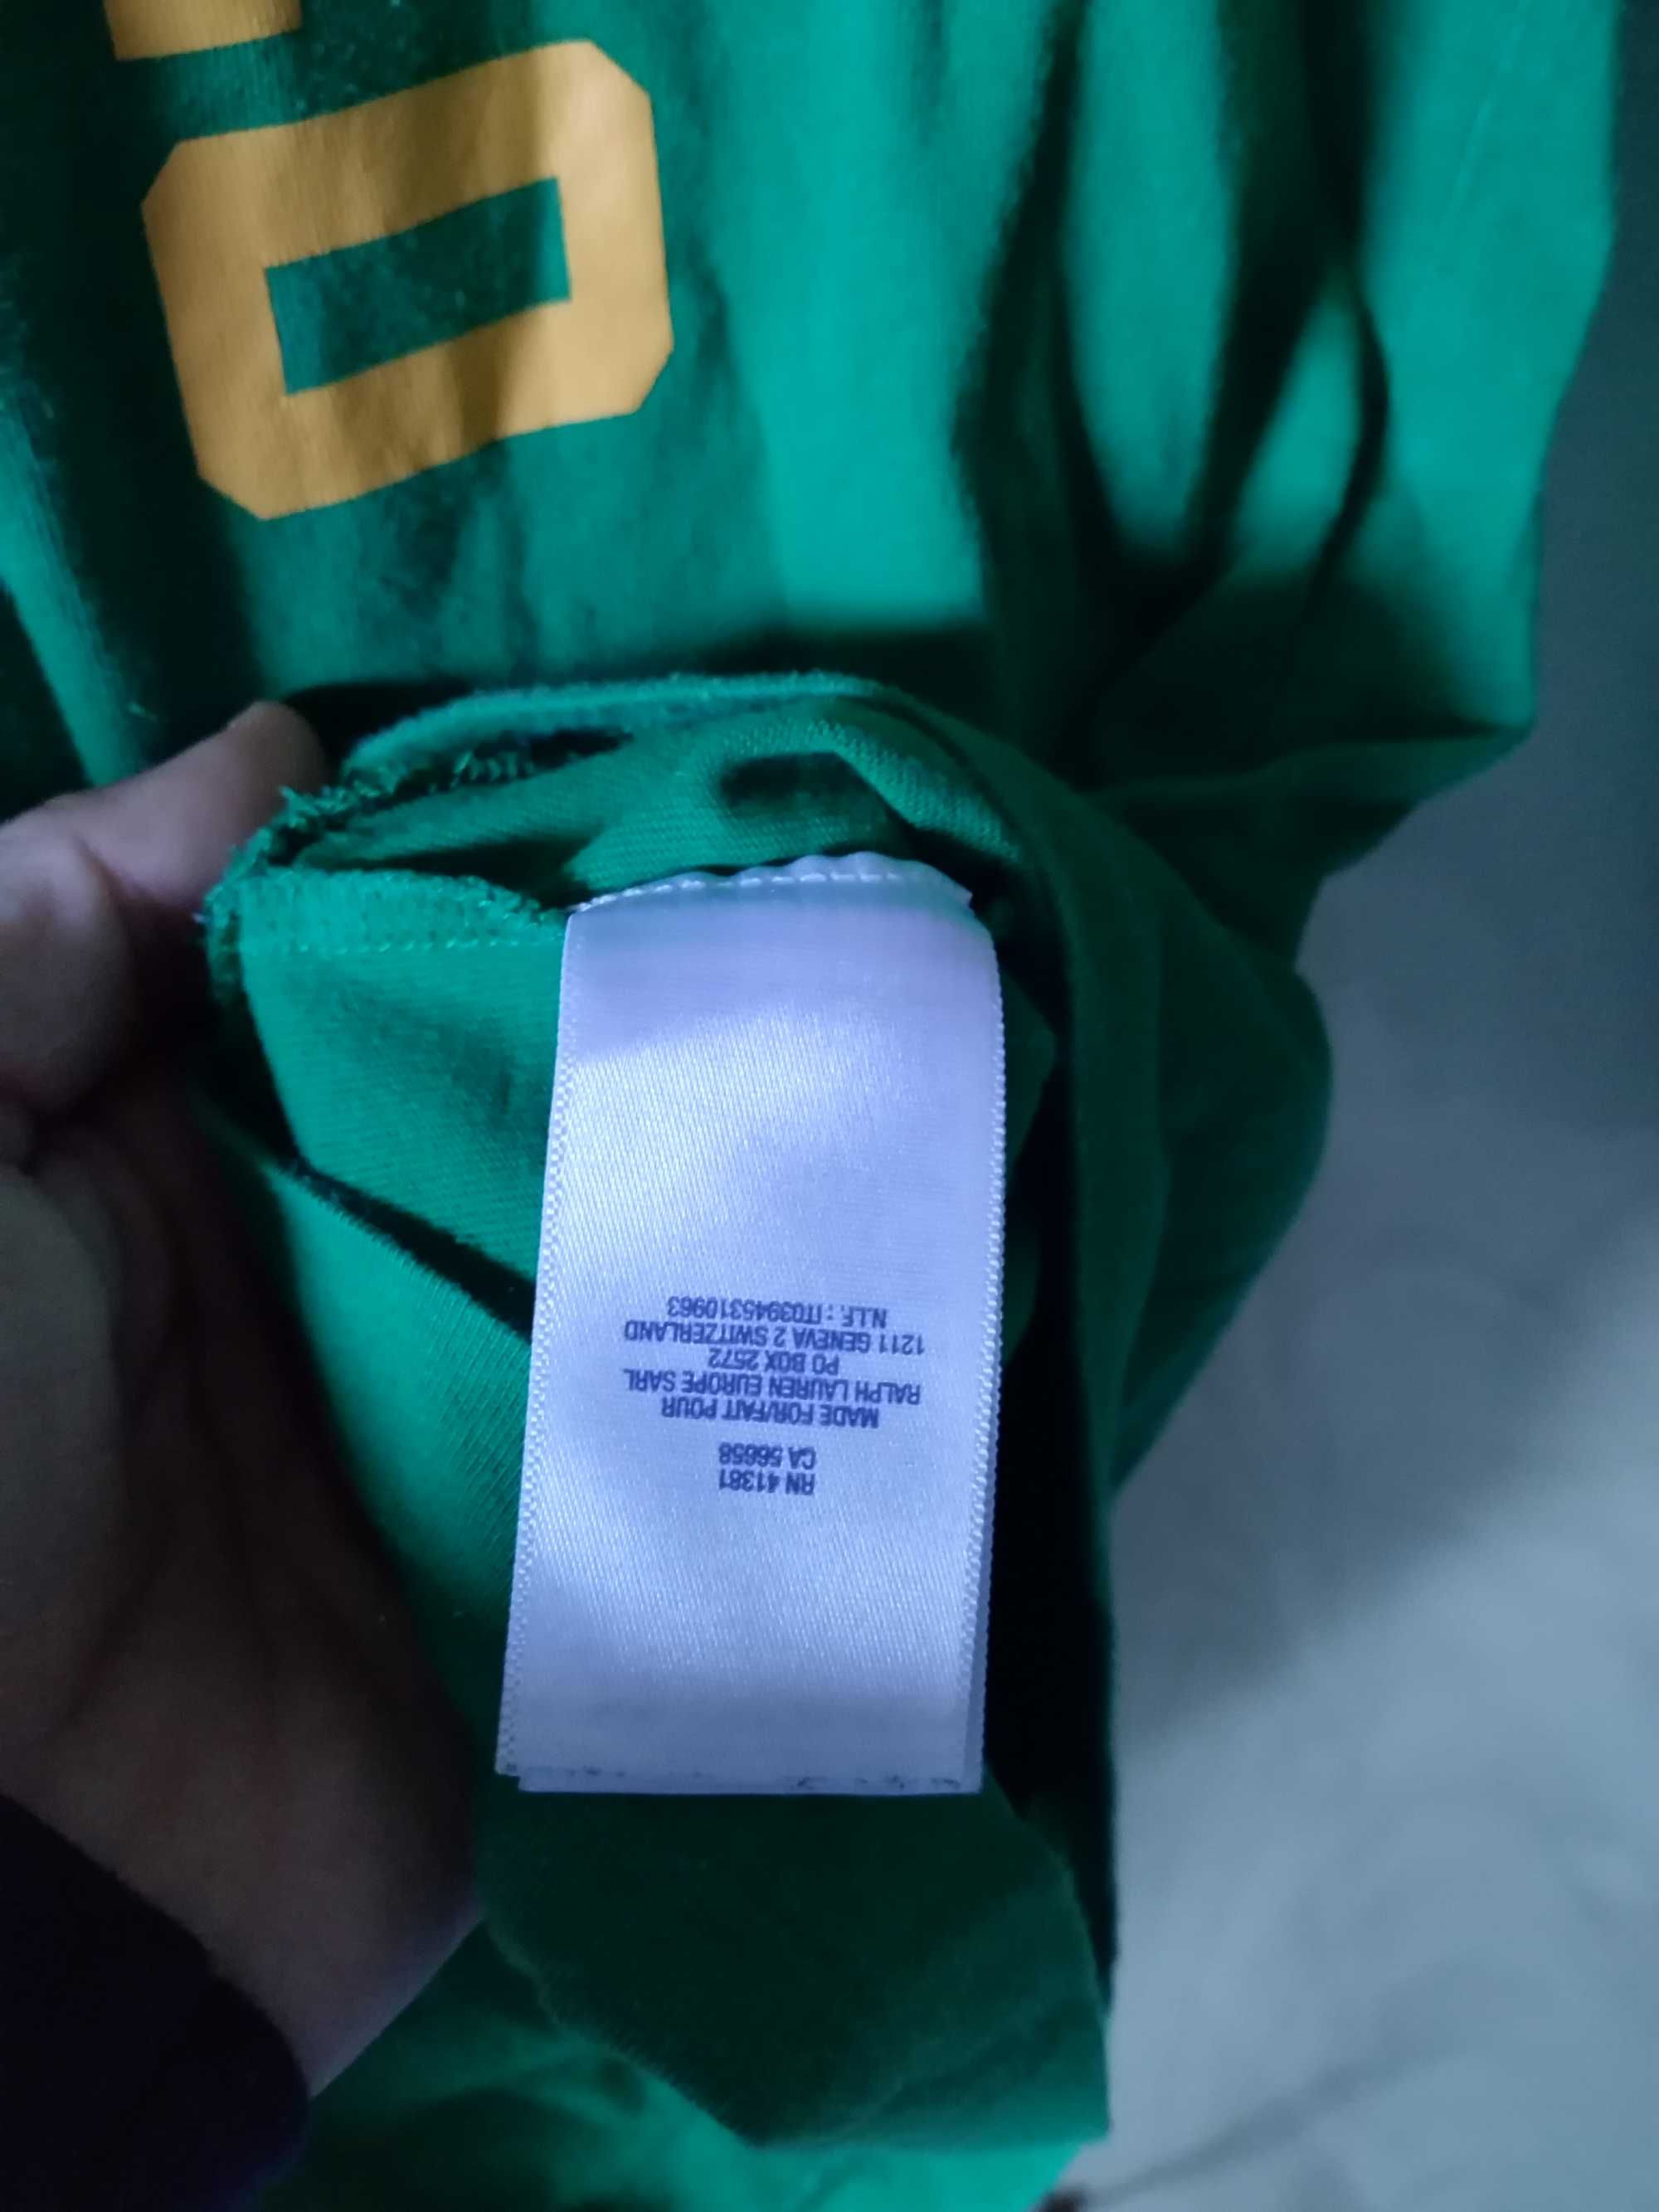 RN 41381
CA 56658
MADE FOR/FAIT POUR
RALPH LAUREN EUROPE SARL
PO BOX 2572
1211 GENEVA 2 SWITZERLAND
N.I.F. : IT03945310963